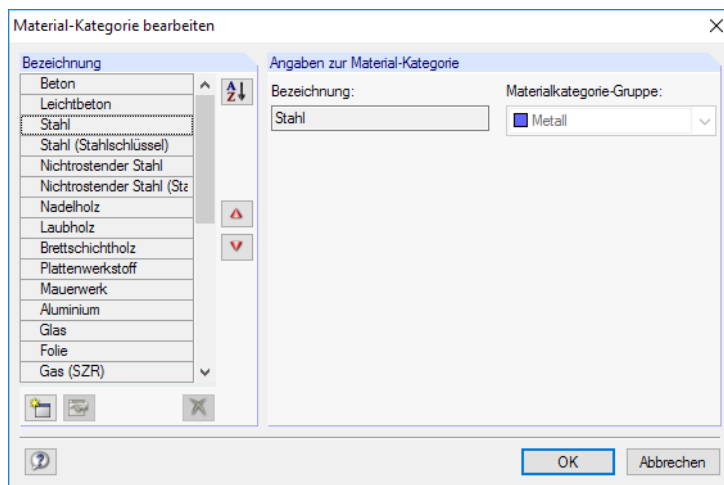 Material-Kategorie bearbeiten
Bezeichnung
Beton
Leichtbeton
Stahl
Stahl (Stahlschlüssel)
Nichtrostender Stahl
Nichtrostender Stahl (Sta
Nadelholz
Laubholz
Brettschichtholz
Plattenwerkstoff
Mauerwerk
Aluminium
Glas
Folie
Gas (SZR)
A
Z
Angaben zur Material-Kategorie
Bezeichnung: Materialkategorie-Gruppe:
Stahl Metall
OK Abbrechen